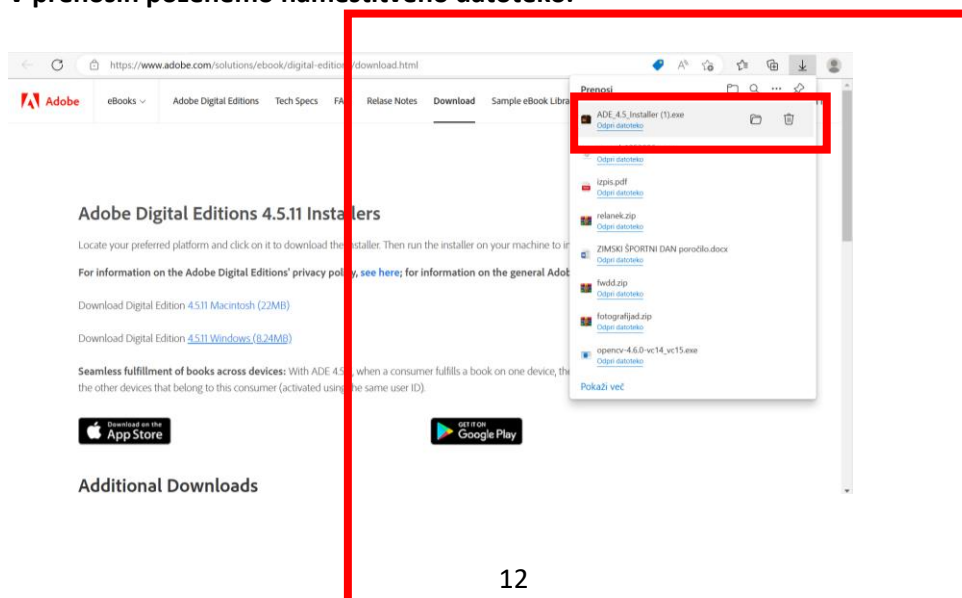 V prenosih poženemo namestitveno datoteko.
https://www.adobe.com/solutions/ebook/digital-edition /download.html
Adobe
eBooks
Adobe Digital Editions
Tech Specs
FA
Relase Notes
Download
Sample eBook Libra
Prenosi
ADE_4.5_Installer (1).exe
Odpri datoteko
Odpri datoteko
izpis.pdf
Odpri datoteko
relanek.zip
Odpri datoteko
ZIMSKI ŠPORTNI DAN poročilo.docx
Odpri datoteko
fwdd.zip
Odpri datoteko
fotografijad.zip
Odpri datoteko
opencv-4.6.0-vc14_vc15.exe
Odpri datoteko
Pokaži več
Adobe Digital Editions 4.5.11 Installers
Locate your preferred platform and click on it to download the installer. Then run the installer on your machine to in
For information on the Adobe Digital Editions' privacy policy, see here; for information on the general Adob
Download Digital Edition 4.5.11 Macintosh (22MB)
Download Digital Edition 4.5.11 Windows (8.24MB)
Seamless fulfillment of books across devices: With ADE 4.5 , when a consumer fulfills a book on one device, the
the other devices that belong to this consumer (activated using the same user ID).
Download on the
App Store
GET IT ON
Google Play
Additional Downloads
12